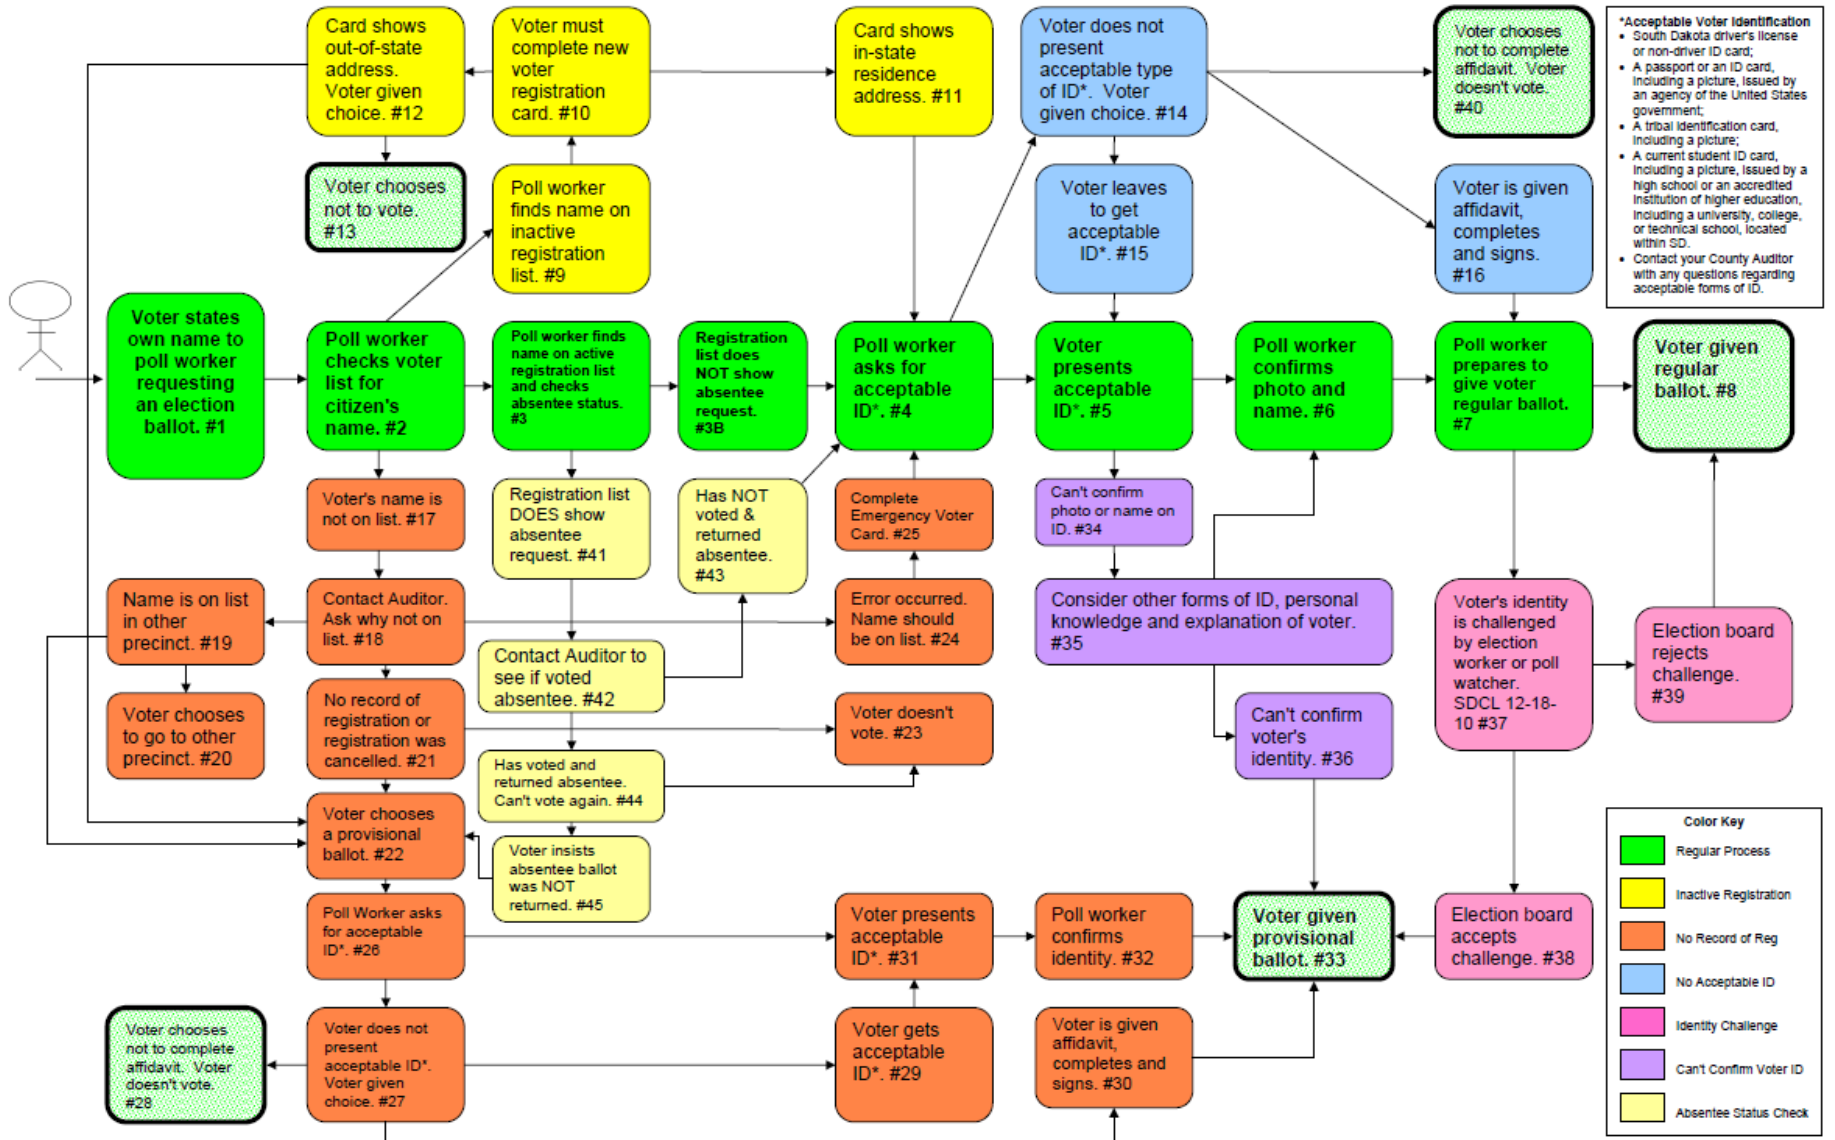 Card shows
out-of-state
address.
Voter given
choice. #12
Voter must
complete new
voter
registration
card. #10
Card shows
in-state
residence
address. #11
Voter does not
present
acceptable type
of ID*.  Voter
given choice. #14
Voter chooses
not to complete
affidavit.  Voter
doesn't vote.
#40
*Acceptable Voter Identification
• South Dakota driver's license
or non-driver ID card;
• A passport or an ID card,
including a picture, issued by
an agency of the United States
government;
• A tribal identification card,
including a picture;
• A current student ID card,
including a picture, issued by a
high school or an accredited
institution of higher education,
including a university, college,
or technical school, located
within SD.
• Contact your County Auditor
with any questions regarding
acceptable forms of ID.
Voter chooses
not to vote.
#13
Poll worker
finds name on
inactive
registration
list. #9
Voter leaves
to get
acceptable
ID*. #15
Voter is given
affidavit,
completes
and signs.
#16
Voter states
own name to
poll worker
requesting
an election
ballot. #1
Poll worker
checks voter
list for
citizen's
name. #2
Poll worker finds
name on active
registration list
and checks
absentee status.
#3
Registration
list does
NOT show
absentee
request.
#3B
Poll worker
asks for
acceptable
ID*. #4
Voter
presents
acceptable
ID*. #5
Poll worker
confirms
photo and
name. #6
Poll worker
prepares to
give voter
regular ballot.
#7
Voter given
regular
ballot. #8
Voter's name is
not on list. #17
Registration list
DOES show
absentee
request. #41
Has NOT
voted &
returned
absentee.
#43
Complete
Emergency Voter
Card. #25
Can't confirm
photo or name on
ID. #34
Name is on list
in other
precinct. #19
Contact Auditor.
Ask why not on
list. #18
Error occurred.
Name should
be on list. #24
Consider other forms of ID, personal
knowledge and explanation of voter.
#35
Voter's identity
is challenged
by election
worker or poll
watcher.
SDCL 12-18-
10 #37
Election board
rejects
challenge.
#39
Contact Auditor to
see if voted
absentee. #42
Voter chooses
to go to other
precinct. #20
No record of
registration or
registration was
cancelled. #21
Voter doesn't
vote. #23
Can't confirm
voter's
identity. #36
Has voted and
returned absentee.
Can't vote again. #44
Voter chooses
a provisional
ballot. #22
Voter insists
absentee ballot
was NOT
returned. #45
Poll Worker asks
for acceptable
ID*. #26
Voter presents
acceptable
ID*. #31
Poll worker
confirms
identity. #32
Voter given
provisional
ballot. #33
Election board
accepts
challenge. #38
Voter chooses
not to complete
affidavit.  Voter
doesn't vote.
#28
Voter does not
present
acceptable ID*.
Voter given
choice. #27
Voter gets
acceptable
ID*. #29
Voter is given
affidavit,
completes and
signs. #30
Color Key
Regular Process
Inactive Registration
No Record of Reg
No Acceptable ID
Identity Challenge
Can't Confirm Voter ID
Absentee Status Check